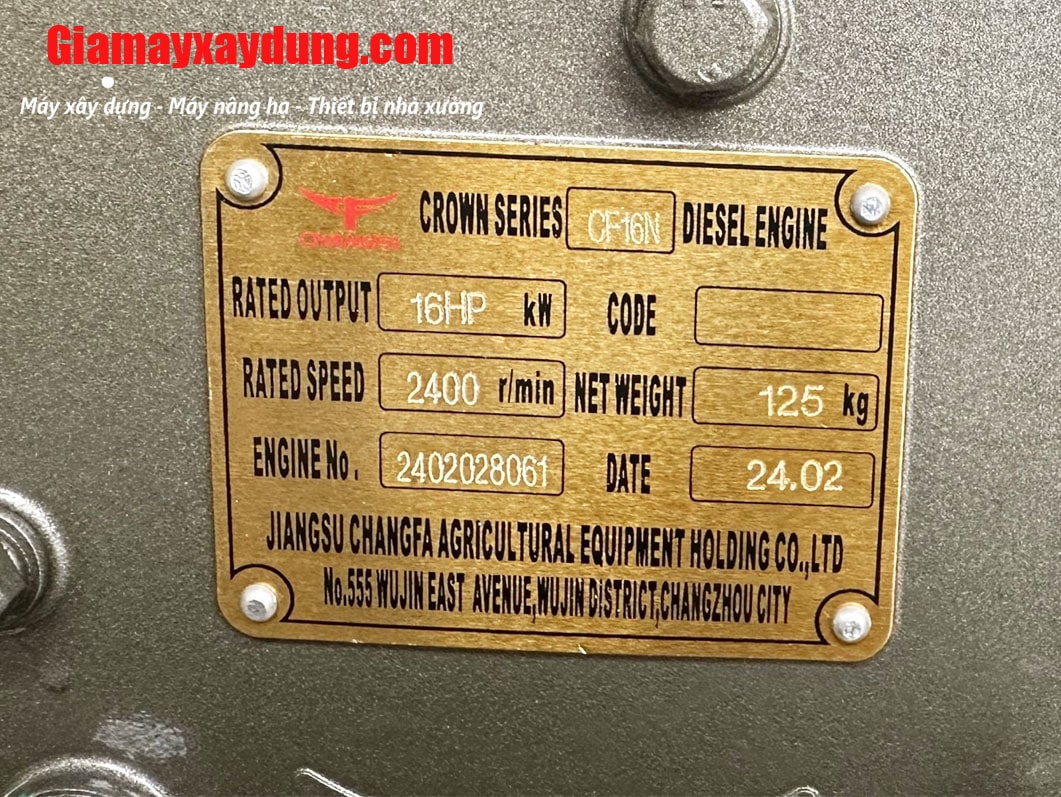 Giamayxaydung.com
Máy xây dựng - Máy nâng hạ - Thiết bị nhà xưởng
CHANGFA
CROWN SERIES CF16N DIESEL ENGINE
RATED OUTPUT 16HP kW CODE
RATED SPEED 2400 r/min NET WEIGHT 125 kg
ENGINE No. 2402028061 DATE 24.02
JIANGSU CHANGFA AGRICULTURAL EQUIPMENT HOLDING CO.,LTD
No.555 WUJIN EAST AVENUE,WUJIN DISTRICT,CHANGZHOU CITY